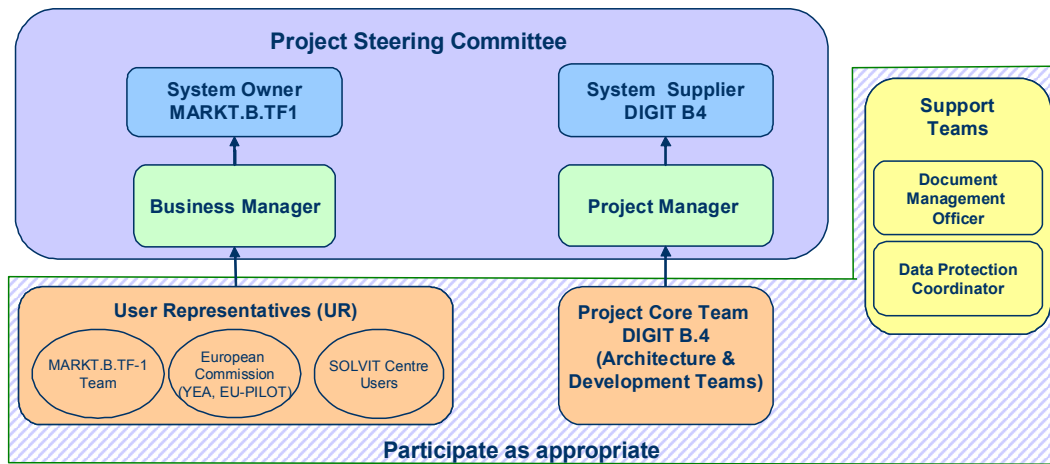 Project Steering Committee
System Owner
MARKT.B.TF1
System Supplier
DIGIT B4
Business Manager
Project Manager
Support
Teams
Document
Management
Officer
Data Protection
Coordinator
User Representatives (UR)
MARKT.B.TF-1
Team
European
Commission
(YEA, EU-PILOT)
SOLVIT Centre
Users
Project Core Team
DIGIT B.4
(Architecture &
Development Teams)
Participate as appropriate